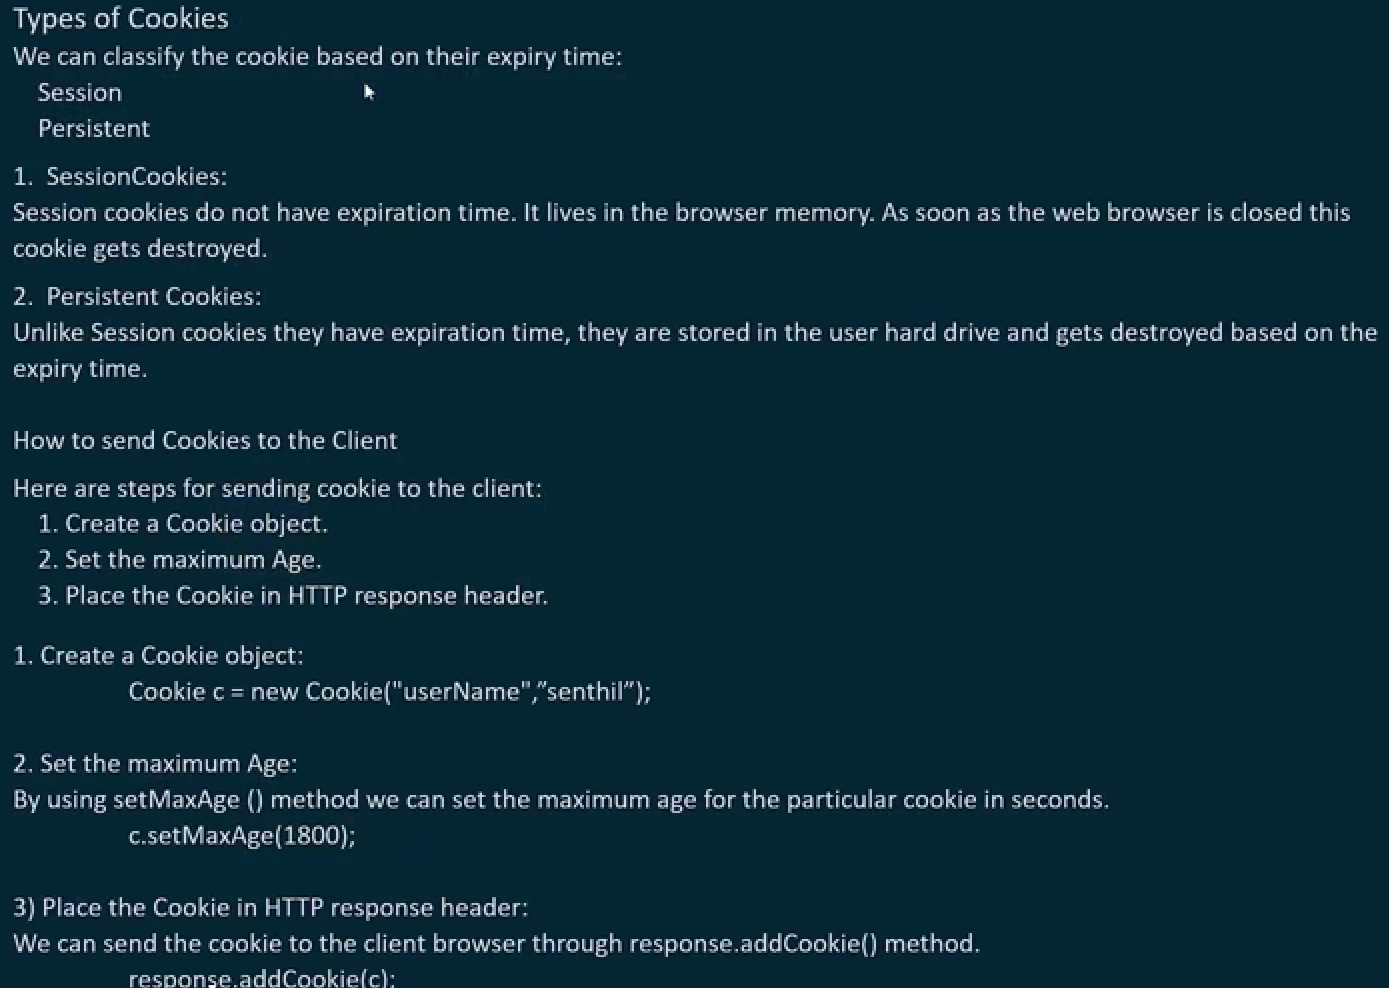 Types of Cookies
We can classify the cookie based on their expiry time:
Session
Persistent
1. SessionCookies:
Session cookies do not have expiration time. It lives in the browser memory. As soon as the web browser is closed this
cookie gets destroyed.
2. Persistent Cookies:
Unlike Session cookies they have expiration time, they are stored in the user hard drive and gets destroyed based on the
expiry time.
How to send Cookies to the Client
Here are steps for sending cookie to the client:
1. Create a Cookie object.
2. Set the maximum Age.
3. Place the Cookie in HTTP response header.
1. Create a Cookie object:
Cookie c = new Cookie("userName",”senthil”);
2. Set the maximum Age:
By using setMaxAge () method we can set the maximum age for the particular cookie in seconds.
c.setMaxAge(1800);
3) Place the Cookie in HTTP response header:
We can send the cookie to the client browser through response.addCookie() method.
response.addCookie(c);